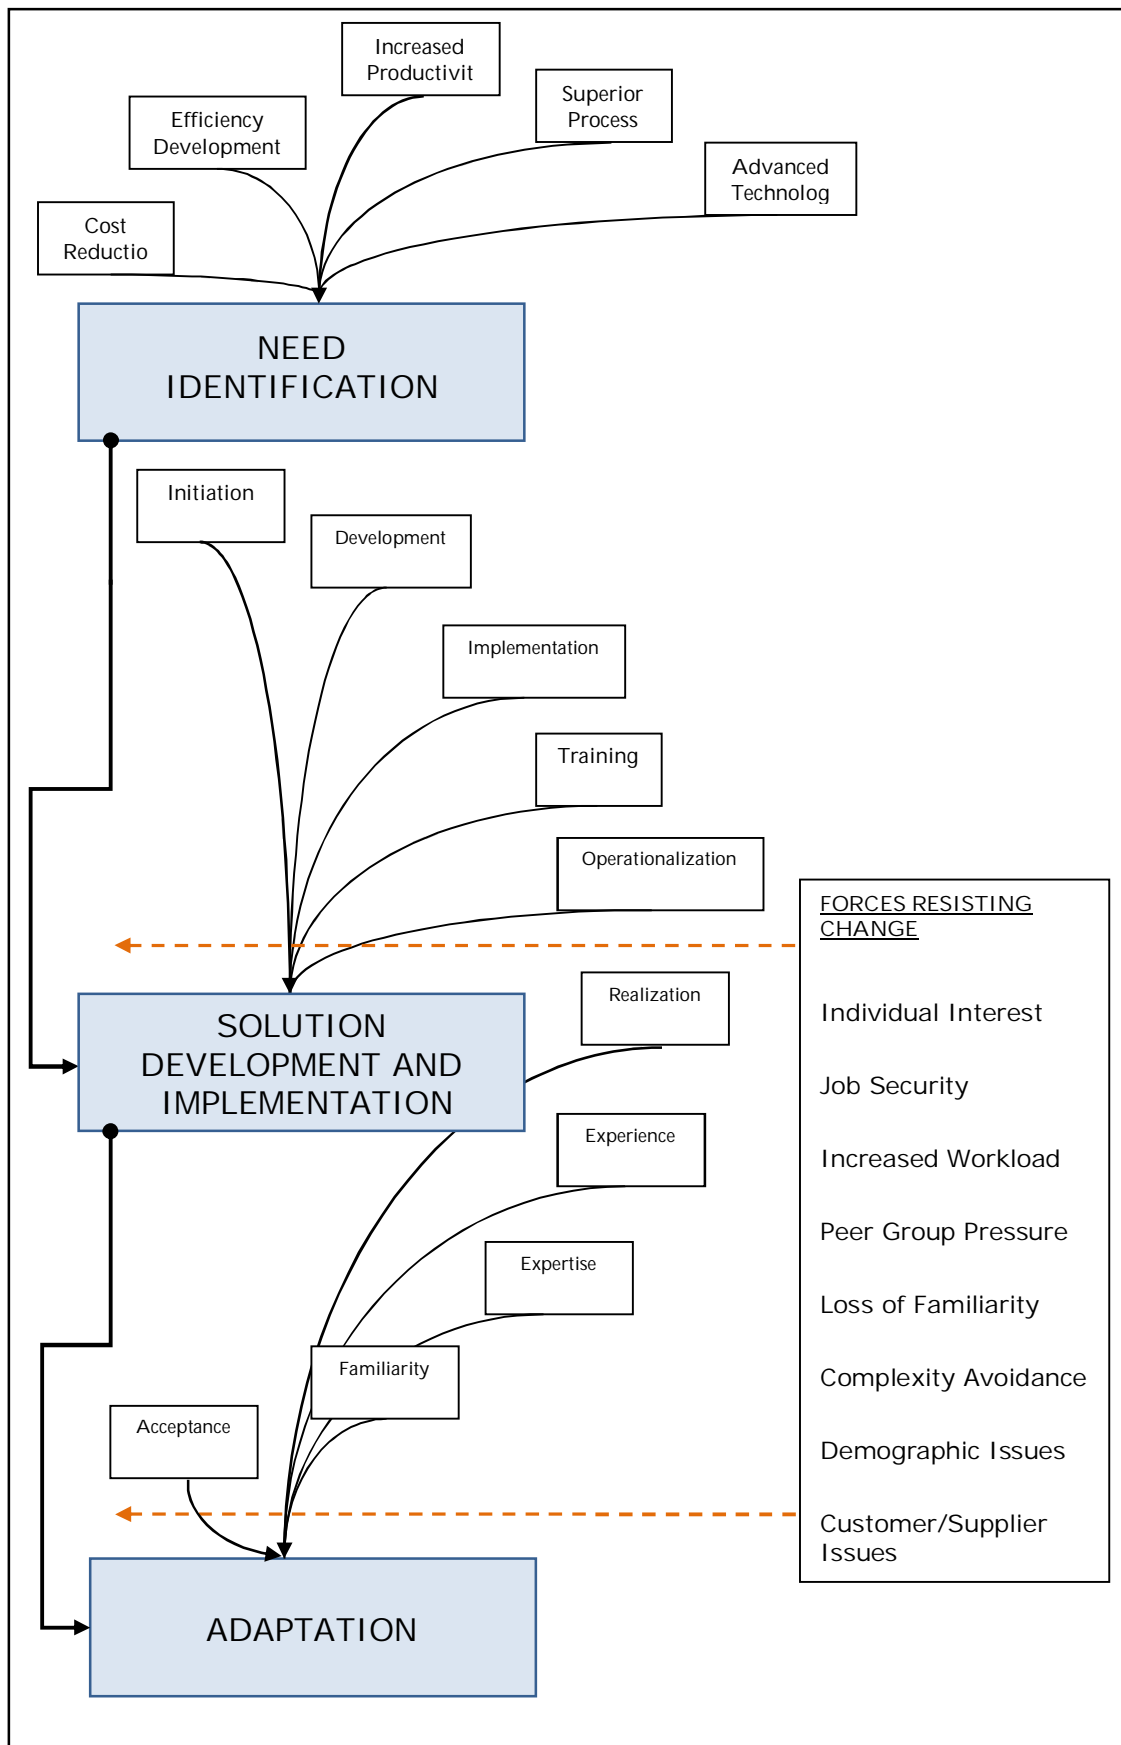 Increased
Productivit
Superior
Process
Efficiency
Development
Advanced
Technolog
Cost
Reductio
NEED
IDENTIFICATION
Initiation
Development
Implementation
Training
Operationalization
FORCES RESISTING
CHANGE
Individual Interest
Job Security
Increased Workload
Peer Group Pressure
Loss of Familiarity
Complexity Avoidance
Demographic Issues
Customer/Supplier
Issues
SOLUTION
DEVELOPMENT AND
IMPLEMENTATION
Realization
Experience
Expertise
Familiarity
Acceptance
ADAPTATION